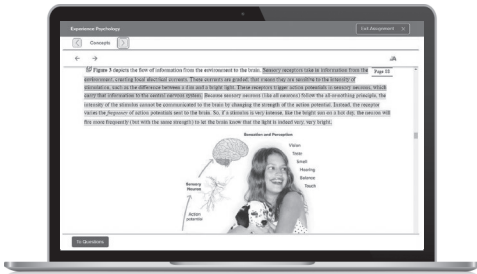 Experience Psychology
Exit Assignment X
< Concepts >
← →
Figure 3 depicts the flow of information from the environment to the brain. Sensory receptors take in information from the
Page 88
environment, creating local electrical currents. These currents are graded; that means they are sensitive to the intensity of
stimulation, such as the difference between a dim and a bright light. These receptors trigger action potentials in sensory neurons, which
carry that information to the central nervous system. Because sensory neurons (like all neurons) follow the all-or-nothing principle, the
intensity of the stimulus cannot be communicated to the brain by changing the strength of the action potential. Instead, the receptor
varies the frequency of action potentials sent to the brain. So, if a stimulus is very intense, like the bright sun on a hot day, the neuron will
fire more frequently (but with the same strength) to let the brain know that the light is indeed very, very bright.
Sensation and Perception
Vision
Taste
Smell
Hearing
Balance
Touch
Sensory
Neuron
Action
potential
To Questions